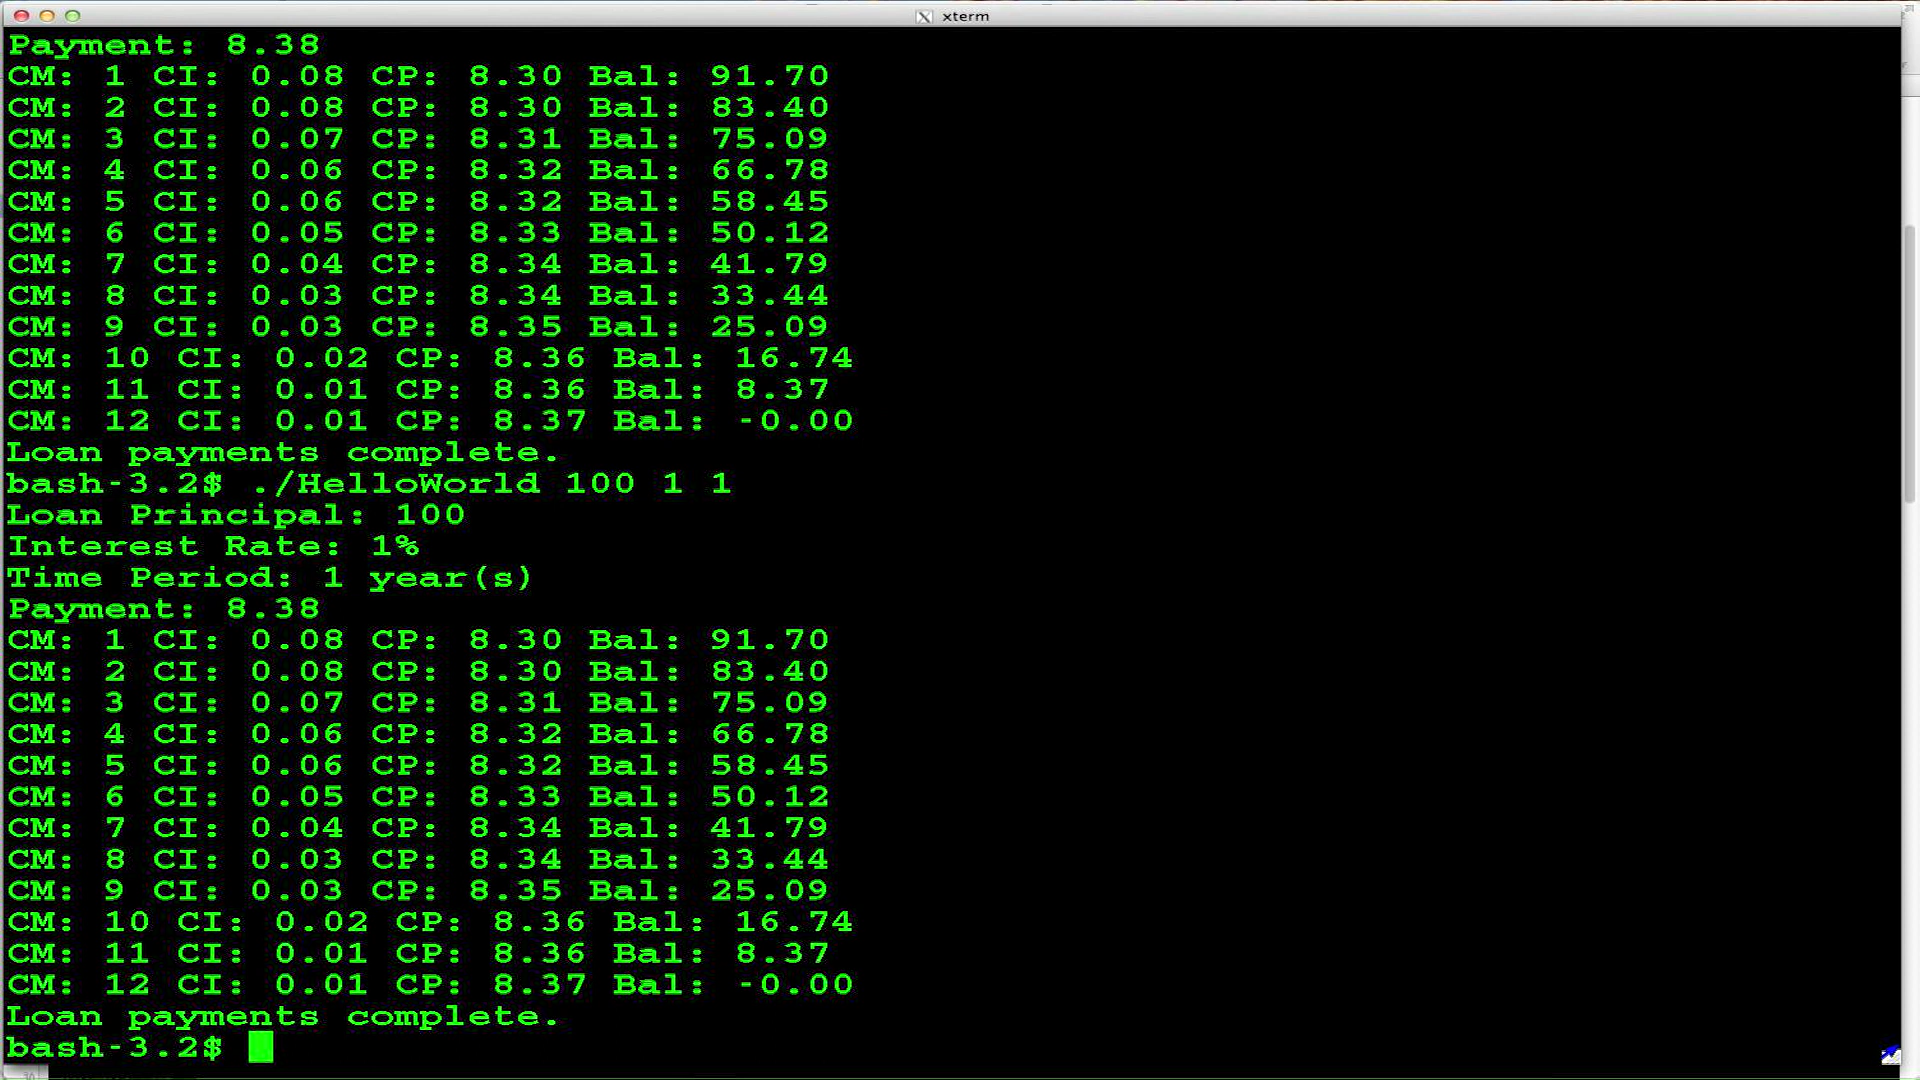 xterm
Payment: 8.38
CM: 1 CI: 0.08 CP: 8.30 Bal: 91.70
CM: 2 CI: 0.08 CP: 8.30 Bal: 83.40
CM: 3 CI: 0.07 CP: 8.31 Bal: 75.09
CM: 4 CI: 0.06 CP: 8.32 Bal: 66.78
CM: 5 CI: 0.06 CP: 8.32 Bal: 58.45
CM: 6 CI: 0.05 CP: 8.33 Bal: 50.12
CM: 7 CI: 0.04 CP: 8.34 Bal: 41.79
CM: 8 CI: 0.03 CP: 8.34 Bal: 33.44
CM: 9 CI: 0.03 CP: 8.35 Bal: 25.09
CM: 10 CI: 0.02 CP: 8.36 Bal: 16.74
CM: 11 CI: 0.01 CP: 8.36 Bal: 8.37
CM: 12 CI: 0.01 CP: 8.37 Bal: -0.00
Loan payments complete.
bash-3.2$ ./HelloWorld 100 1 1
Loan Principal: 100
Interest Rate: 1%
Time Period: 1 year(s)
Payment: 8.38
CM: 1 CI: 0.08 CP: 8.30 Bal: 91.70
CM: 2 CI: 0.08 CP: 8.30 Bal: 83.40
CM: 3 CI: 0.07 CP: 8.31 Bal: 75.09
CM: 4 CI: 0.06 CP: 8.32 Bal: 66.78
CM: 5 CI: 0.06 CP: 8.32 Bal: 58.45
CM: 6 CI: 0.05 CP: 8.33 Bal: 50.12
CM: 7 CI: 0.04 CP: 8.34 Bal: 41.79
CM: 8 CI: 0.03 CP: 8.34 Bal: 33.44
CM: 9 CI: 0.03 CP: 8.35 Bal: 25.09
CM: 10 CI: 0.02 CP: 8.36 Bal: 16.74
CM: 11 CI: 0.01 CP: 8.36 Bal: 8.37
CM: 12 CI: 0.01 CP: 8.37 Bal: -0.00
Loan payments complete.
bash-3.2$